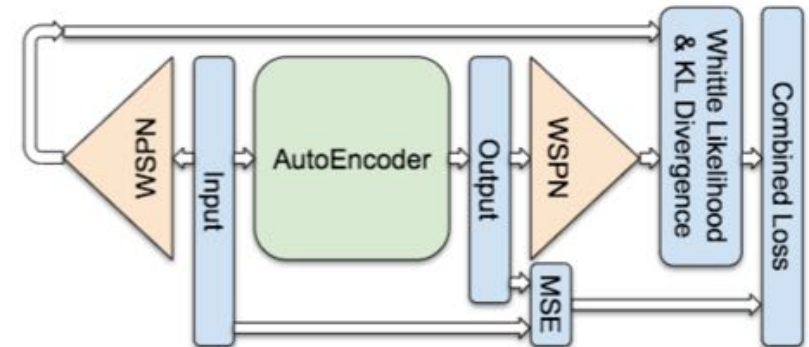 WSPN
Input
AutoEncoder
Output
WSPN
MSE
Whittle Likelihood
& KL Divergence
Combined Loss